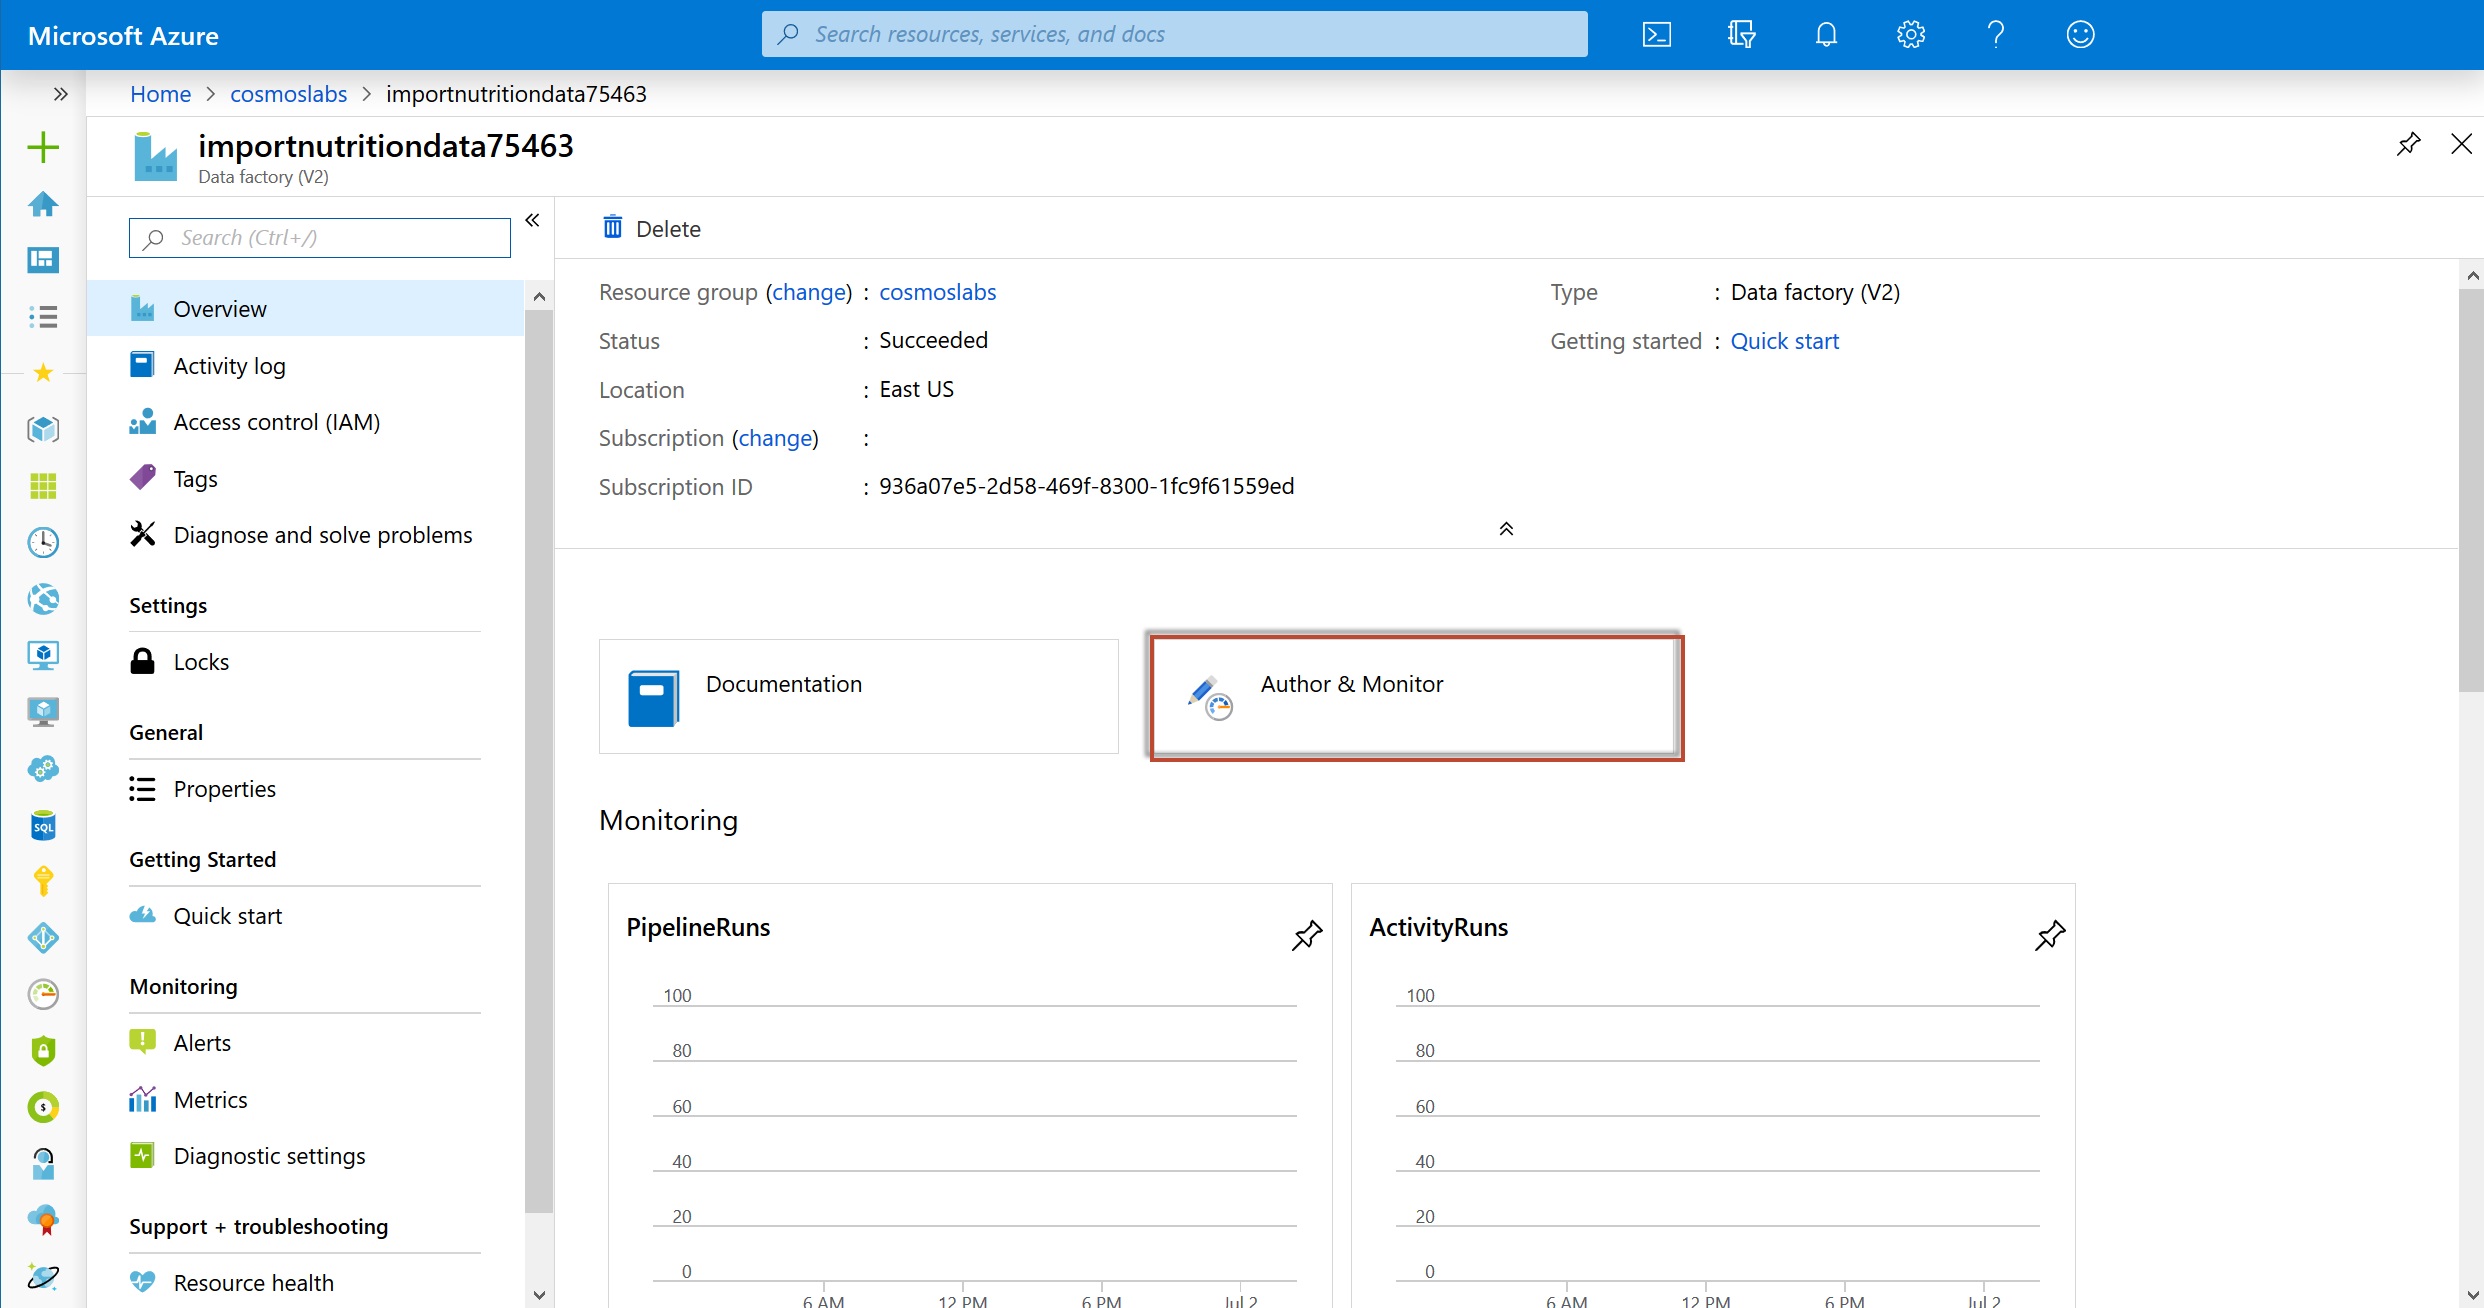 Microsoft Azure
Search resources, services, and docs
Home > cosmoslabs > importnutritiondata75463
importnutritiondata75463
Data factory (V2)
Search (Ctrl+/)
Overview
Activity log
Access control (IAM)
Tags
Diagnose and solve problems
Settings
Locks
General
Properties
Getting Started
Quick start
Monitoring
Alerts
Metrics
Diagnostic settings
Support + troubleshooting
Resource health
SQL
Delete
Resource group (change) : cosmoslabs
Status : Succeeded
Location : East US
Subscription (change) :
Subscription ID : 936a07e5-2d58-469f-8300-1fc9f61559ed
Type : Data factory (V2)
Getting started : Quick start
Documentation
Author & Monitor
Monitoring
PipelineRuns
100
80
60
40
20
0
6 AM 12 PM 6 PM Jul 2
ActivityRuns
100
80
60
40
20
0
6 AM 12 PM 6 PM Jul 2